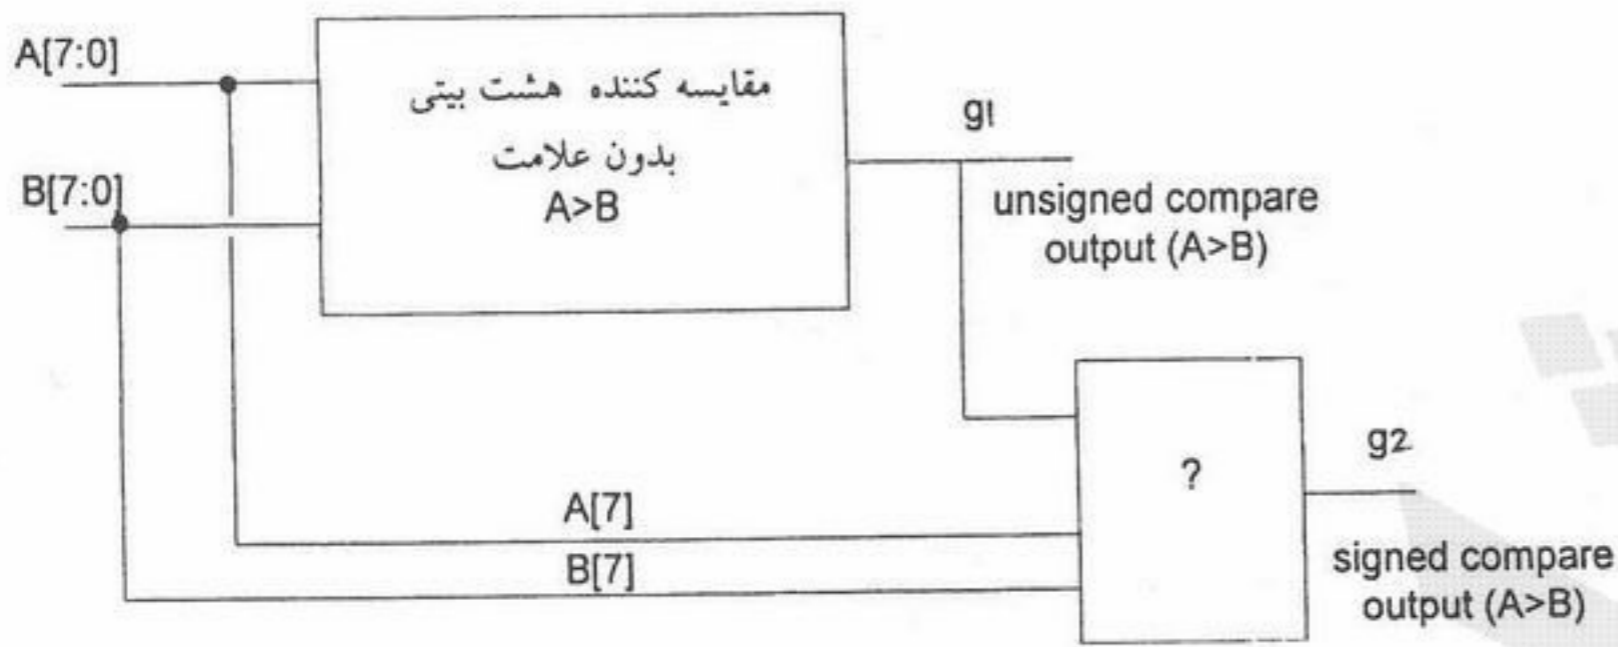 A[7:0]
B[7:0]
مقایسه کننده هشت بیتی
بدون علامت
A>B
g1
unsigned compare
output (A>B)
?
g2
A[7]
B[7]
signed compare
output (A>B)